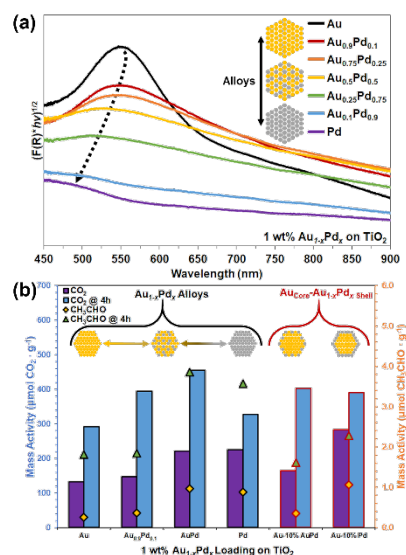 (a)
(F(R)*hν)^1/2
Alloys
Au
Au0.9Pd0.1
Au0.75Pd0.25
Au0.5Pd0.5
Au0.25Pd0.75
Au0.1Pd0.9
Pd
1 wt% Au1-xPdx on TiO2
450 500 550 600 650 700 750 800 850 900
Wavelength (nm)
(b)
CO2
CO2 @ 4h
CH3CHO
CH3CHO @ 4h
Au1-xPdx Alloys
AuCore-Au1-xPdx Shell
Mass Activity (μmol CO2 · g-1)
700
600
500
400
300
200
100
0
Mass Activity (μmol CH3CHO · g-1)
6.0
5.0
4.0
3.0
2.0
1.0
0.0
Au Au0.9Pd0.1 AuPd Pd Au-10% AuPd Au-10%Pd
1 wt% Au1-xPdx Loading on TiO2